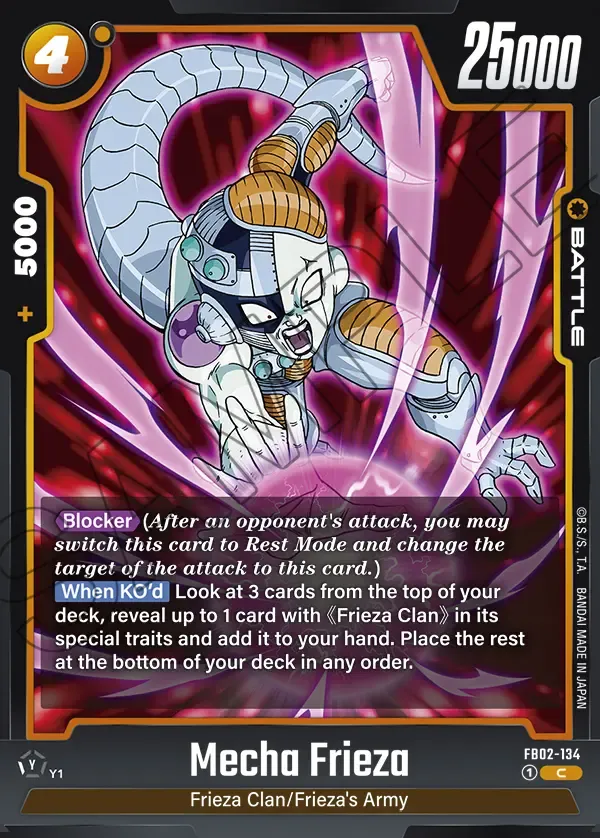 4
25000
+ 5000
BATTLE
SAMPLE
Blocker (After an opponent's attack, you may
switch this card to Rest Mode and change the
target of the attack to this card.)
When KO'd Look at 3 cards from the top of your
deck, reveal up to 1 card with 《Frieza Clan》 in its
special traits and add it to your hand. Place the rest
at the bottom of your deck in any order.
©B.S./S., T.A. BANDAI MADE IN JAPAN
Mecha Frieza
FB02-134
Y Y1
1 C
Frieza Clan/Frieza's Army